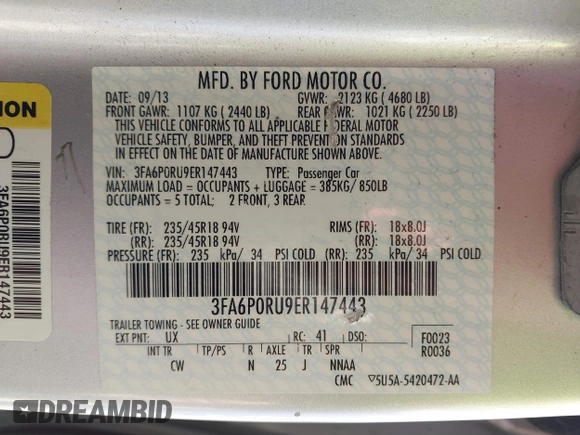 MFD. BY FORD MOTOR CO.
DATE: 09/13 GVWR: 2123 KG ( 4680 LB)
FRONT GAWR: 1107 KG ( 2440 LB) REAR GAWR: 1021 KG ( 2250 LB)
THIS VEHICLE CONFORMS TO ALL APPLICABLE FEDERAL MOTOR
VEHICLE SAFETY, BUMPER, AND THEFT PREVENTION STANDARDS
IN EFFECT ON THE DATE OF MANUFACTURE SHOWN ABOVE.
VIN: 3FA6P0RU9ER147443 TYPE: Passenger Car
MAXIMUM LOAD = OCCUPANTS + LUGGAGE = 385KG/850LB
OCCUPANTS = 5 TOTAL: 2 FRONT, 3 REAR
TIRE (FR): 235/45R18 94V RIMS (FR): 18x8.0J
(RR): 235/45R18 94V (RR): 18x8.0J
PRESSURE (FR): 235 kPa/ 34 PSI COLD (RR): 235 kPa/ 34 PSI COLD
3FA6P0RU9ER147443
TRAILER TOWING - SEE OWNER GUIDE
EXT PNT: UX RC: 41 DSO: F0023
R0036
INT TR TP/PS R AXLE TR SPR
CW N 25 J NNAA
CMC ▽5U5A-5420472-AA
ION
3FA6P0RU9ER147443
DREAMBID